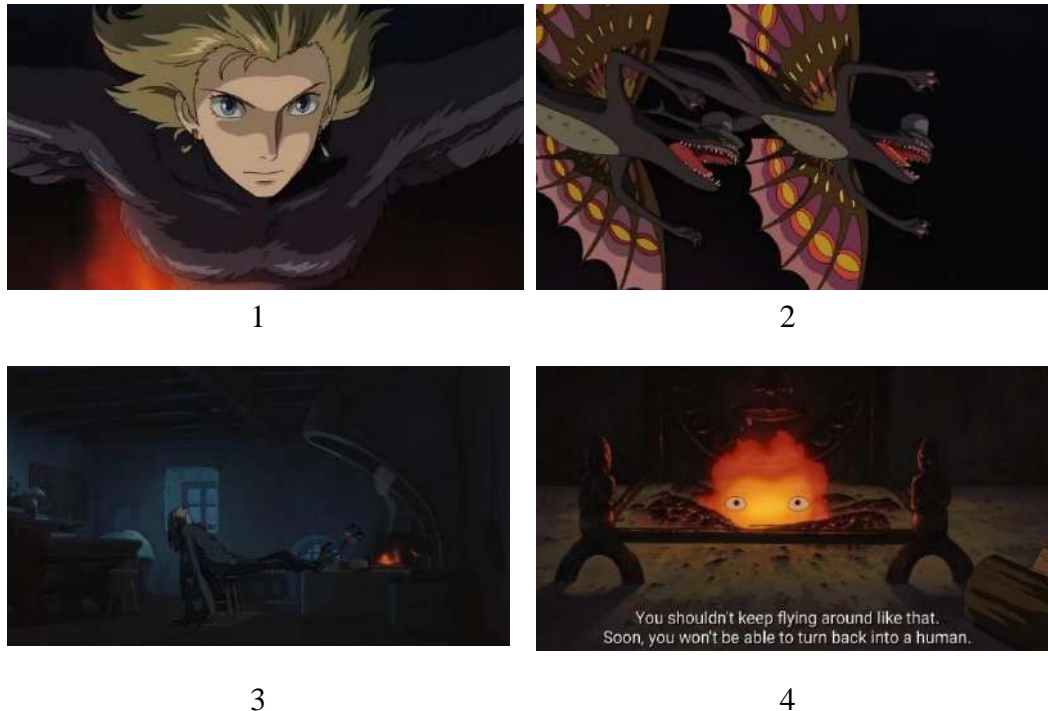 1
2
3
4
You shouldn't keep flying around like that.
Soon, you won't be able to turn back into a human.